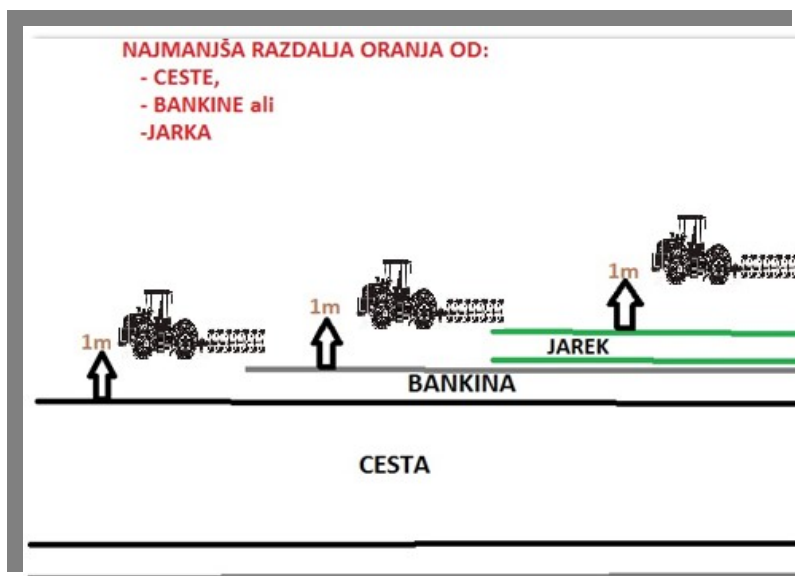 NAJMANJŠA RAZDALJA ORANJA OD:
- CESTE,
- BANKINE ali
-JARKA
1m
1m
1m
JAREK
BANKINA
CESTA